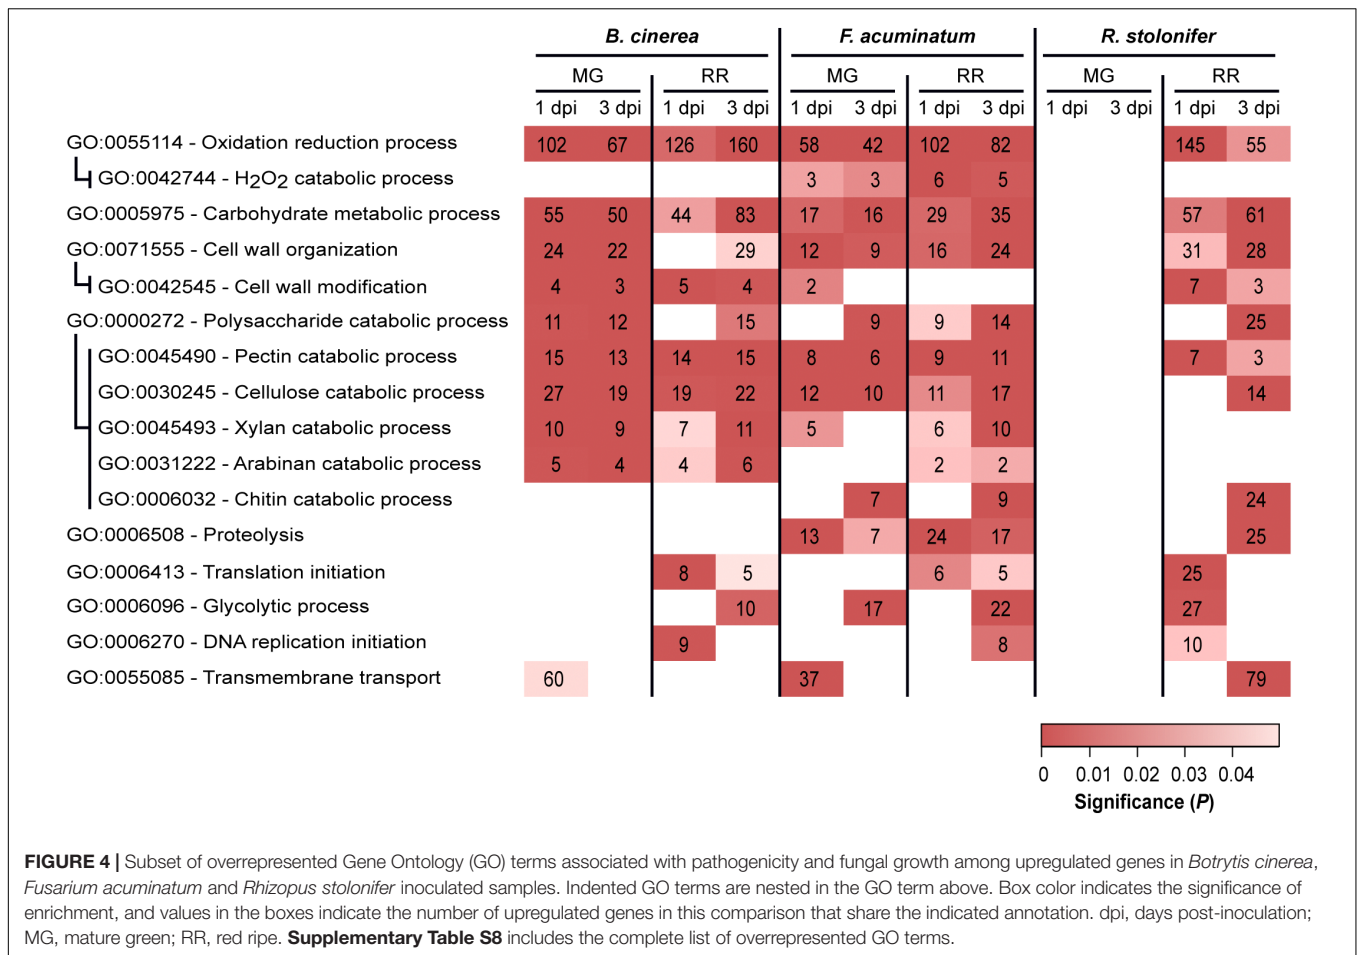 B. cinerea F. acuminatum R. stolonifer
MG RR MG RR MG RR
1 dpi 3 dpi 1 dpi 3 dpi 1 dpi 3 dpi 1 dpi 3 dpi 1 dpi 3 dpi 1 dpi 3 dpi
GO:0055114 - Oxidation reduction process 102 67 126 160 58 42 102 82 145 55
GO:0042744 - H2O2 catabolic process 3 3 6 5
GO:0005975 - Carbohydrate metabolic process 55 50 44 83 17 16 29 35 57 61
GO:0071555 - Cell wall organization 24 22 29 12 9 16 24 31 28
GO:0042545 - Cell wall modification 4 3 5 4 2 7 3
GO:0000272 - Polysaccharide catabolic process 11 12 15 9 9 14 25
GO:0045490 - Pectin catabolic process 15 13 14 15 8 6 9 11 7 3
GO:0030245 - Cellulose catabolic process 27 19 19 22 12 10 11 17 14
GO:0045493 - Xylan catabolic process 10 9 7 11 5 6 10
GO:0031222 - Arabinan catabolic process 5 4 4 6 2 2
GO:0006032 - Chitin catabolic process 7 9 24
GO:0006508 - Proteolysis 13 7 24 17 25
GO:0006413 - Translation initiation 8 5 6 5 25
GO:0006096 - Glycolytic process 10 17 22 27
GO:0006270 - DNA replication initiation 9 8 10
GO:0055085 - Transmembrane transport 60 37 79
0 0.01 0.02 0.03 0.04
Significance (P)
FIGURE 4 | Subset of overrepresented Gene Ontology (GO) terms associated with pathogenicity and fungal growth among upregulated genes in Botrytis cinerea,
Fusarium acuminatum and Rhizopus stolonifer inoculated samples. Indented GO terms are nested in the GO term above. Box color indicates the significance of
enrichment, and values in the boxes indicate the number of upregulated genes in this comparison that share the indicated annotation. dpi, days post-inoculation;
MG, mature green; RR, red ripe. Supplementary Table S8 includes the complete list of overrepresented GO terms.